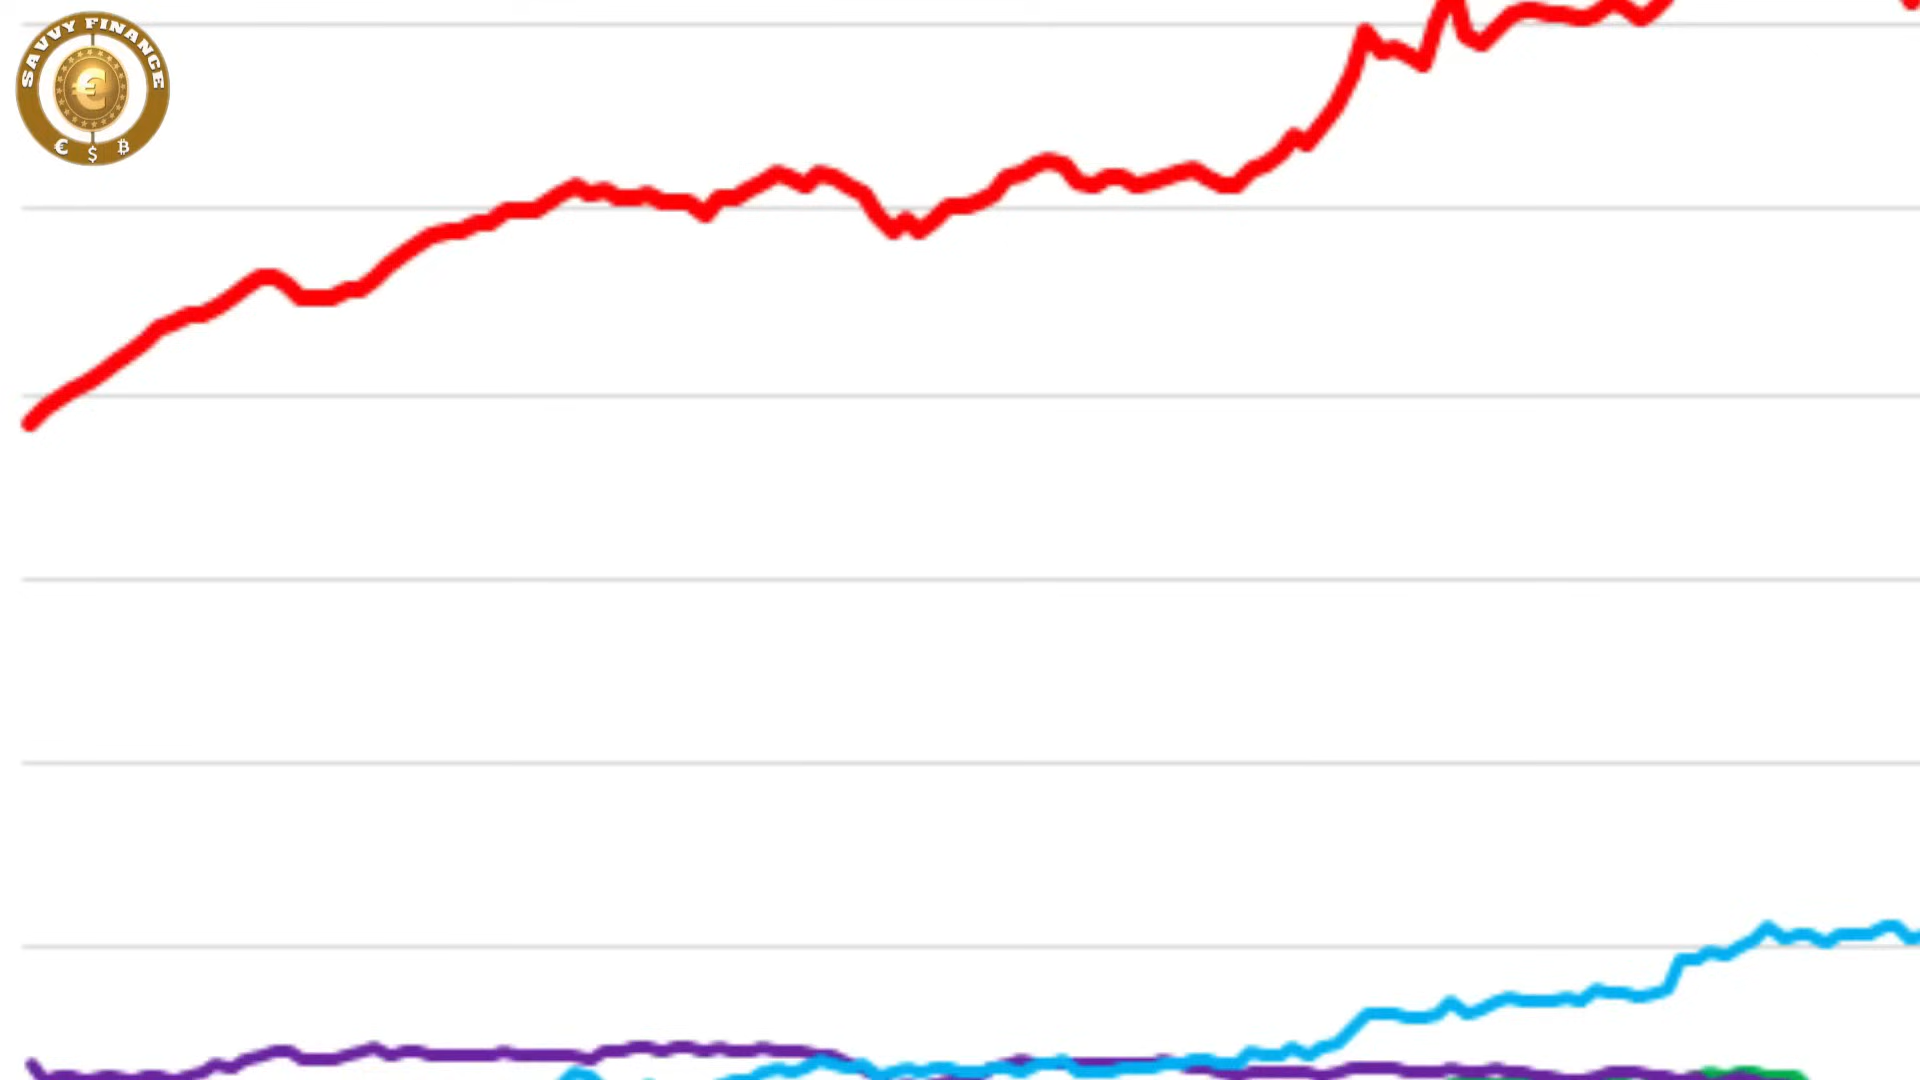 SAVVY FINANCE
€
€ $ ₿